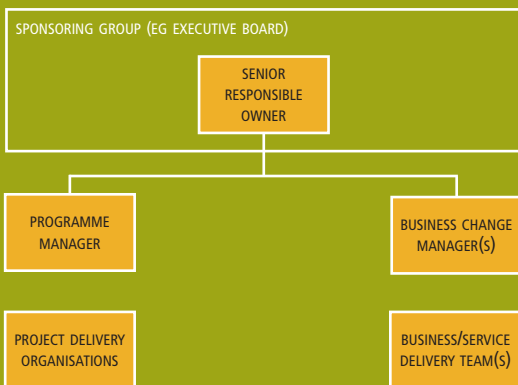 SPONSORING GROUP (EG EXECUTIVE BOARD)
SENIOR
RESPONSIBLE
OWNER
PROGRAMME
MANAGER
BUSINESS CHANGE
MANAGER(S)
PROJECT DELIVERY
ORGANISATIONS
BUSINESS/SERVICE
DELIVERY TEAM(S)